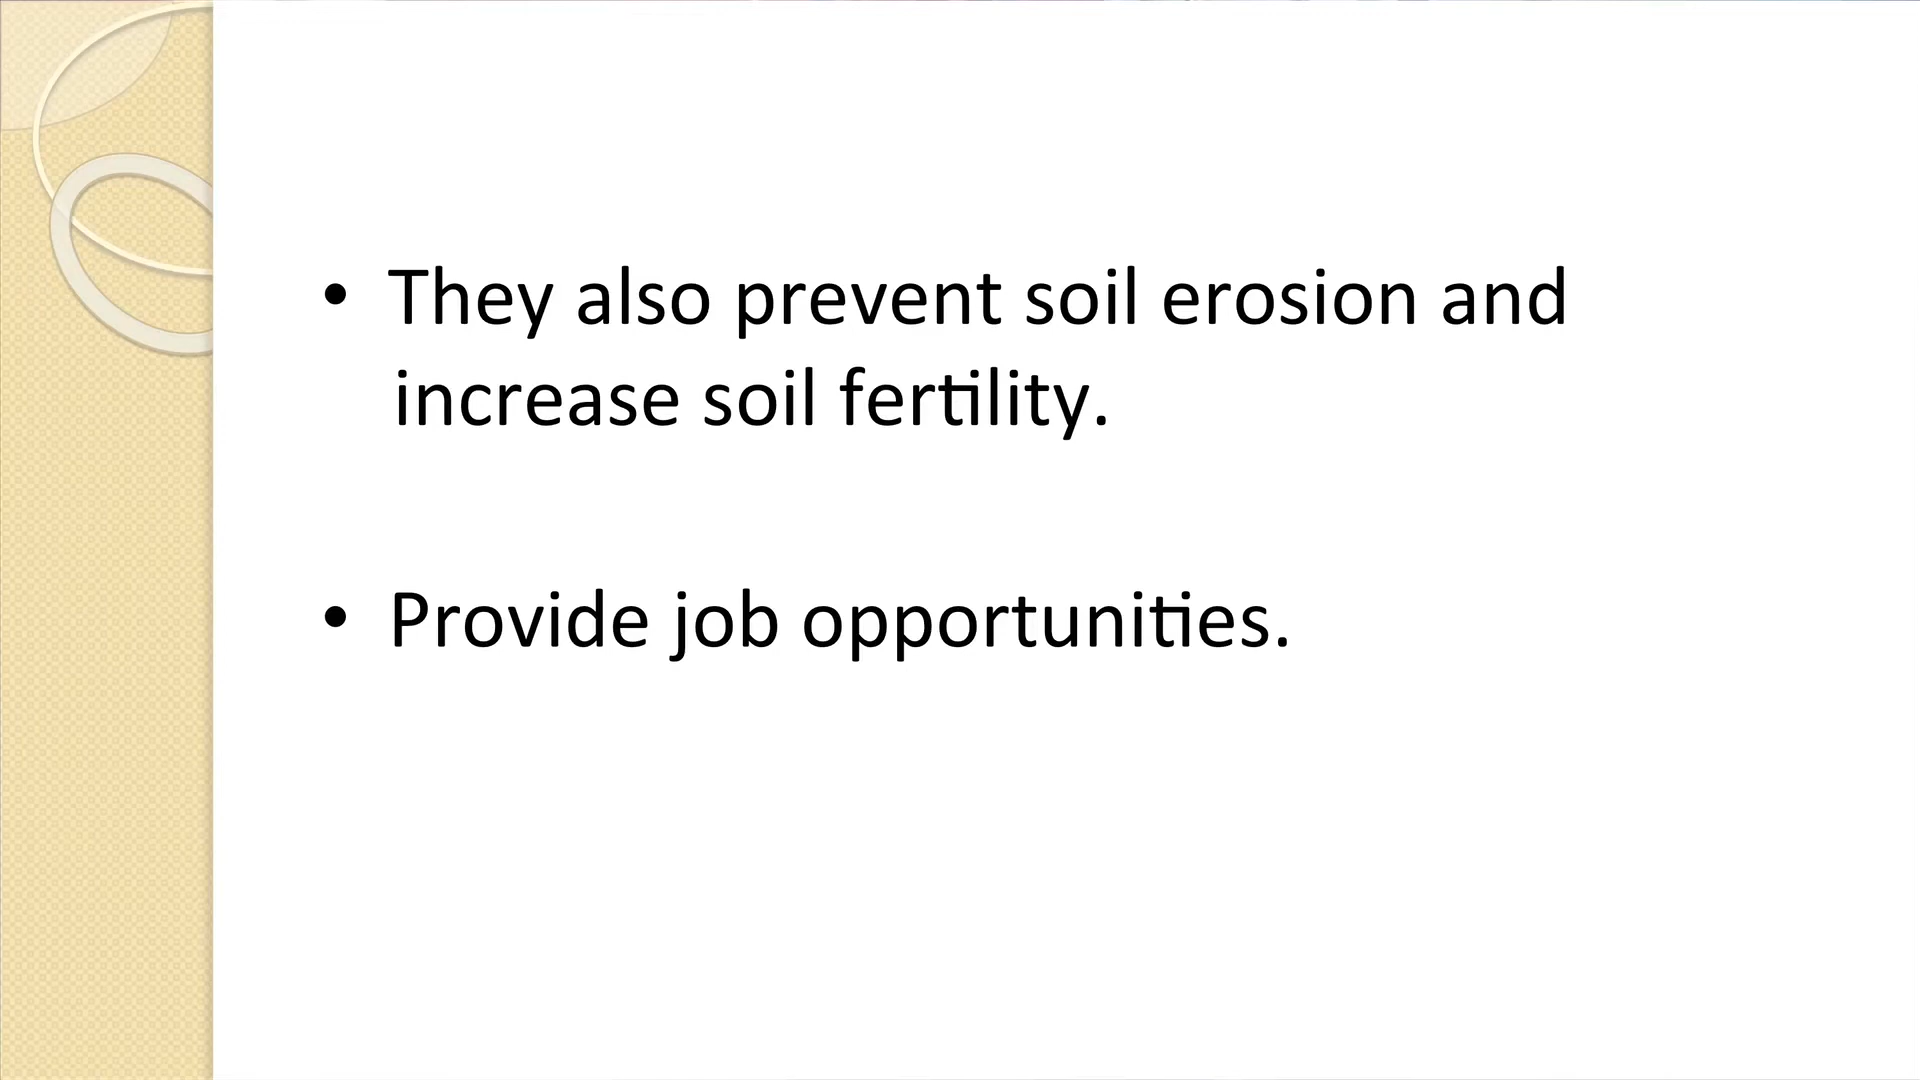 • They also prevent soil erosion and
increase soil fertility.
• Provide job opportunities.